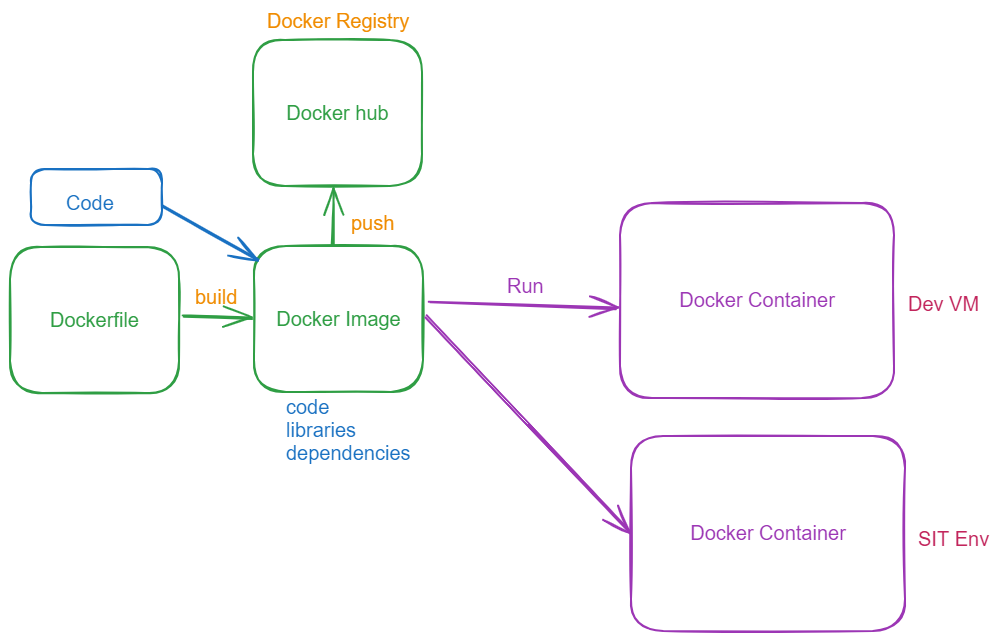 Docker Registry
Docker hub
Code
push
build
Run
Dockerfile
Docker Image
Docker Container
Dev VM
code
libraries
dependencies
Docker Container
SIT Env